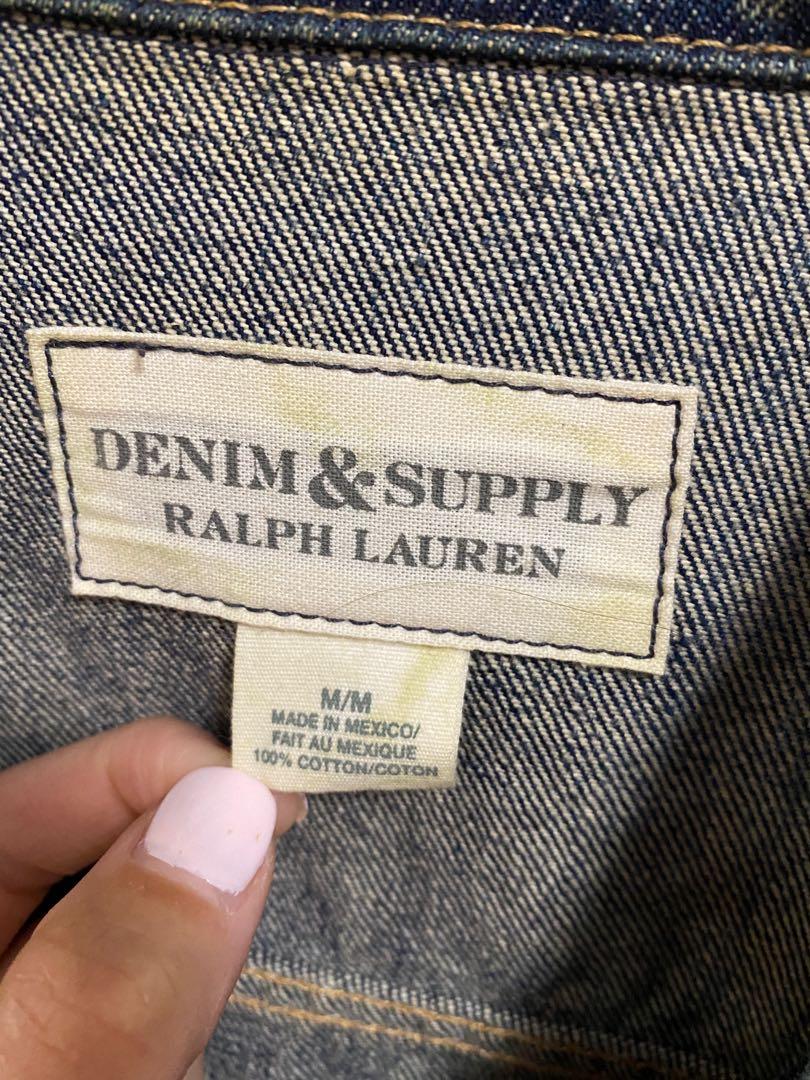 DENIM & SUPPLY
RALPH LAUREN
M/M
MADE IN MEXICO/
FAIT AU MEXIQUE
100% COTTON/COTON